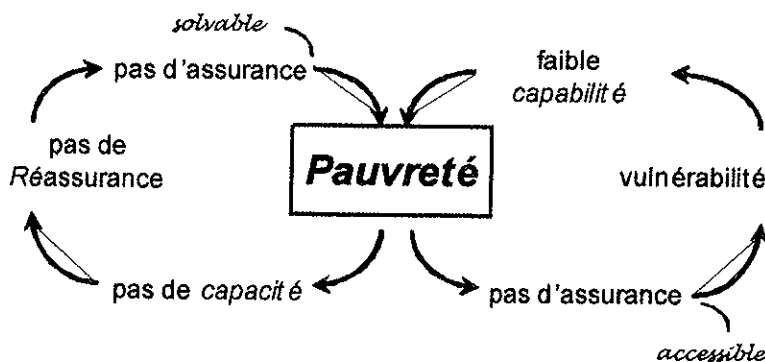 solvable
pas d'assurance
faible
capabilité
pas de
Réassurance
Pauvreté
vulnérabilité
pas de capacité
pas d'assurance
accessible